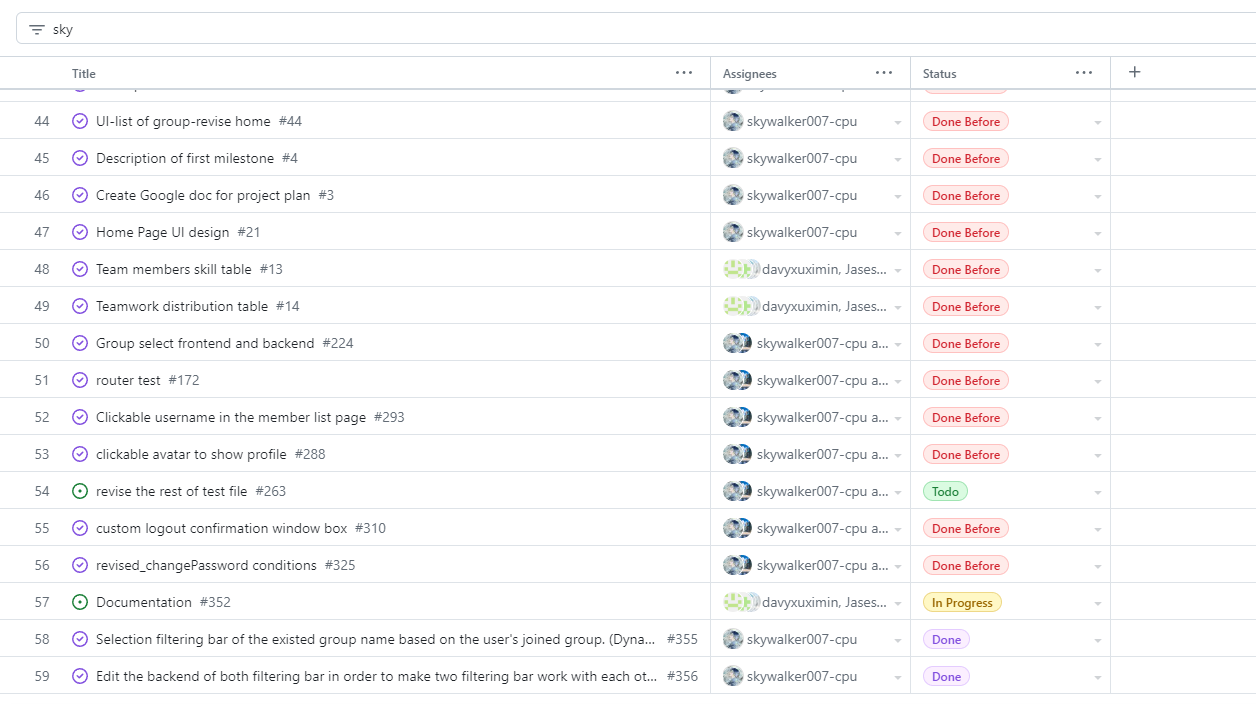 sky
Title ··· Assignees ··· Status ··· +
44 UI-list of group-revise home #44 skywalker007-cpu Done Before
45 Description of first milestone #4 skywalker007-cpu Done Before
46 Create Google doc for project plan #3 skywalker007-cpu Done Before
47 Home Page UI design #21 skywalker007-cpu Done Before
48 Team members skill table #13 davyxuximin, Jases... Done Before
49 Teamwork distribution table #14 davyxuximin, Jases... Done Before
50 Group select frontend and backend #224 skywalker007-cpu a... Done Before
51 router test #172 skywalker007-cpu a... Done Before
52 Clickable username in the member list page #293 skywalker007-cpu a... Done Before
53 clickable avatar to show profile #288 skywalker007-cpu a... Done Before
54 revise the rest of test file #263 skywalker007-cpu a... Todo
55 custom logout confirmation window box #310 skywalker007-cpu a... Done Before
56 revised_changePassword conditions #325 skywalker007-cpu a... Done Before
57 Documentation #352 davyxuximin, Jases... In Progress
58 Selection filtering bar of the existed group name based on the user's joined group. (Dyna... #355 skywalker007-cpu Done
59 Edit the backend of both filtering bar in order to make two filtering bar work with each ot... #356 skywalker007-cpu Done